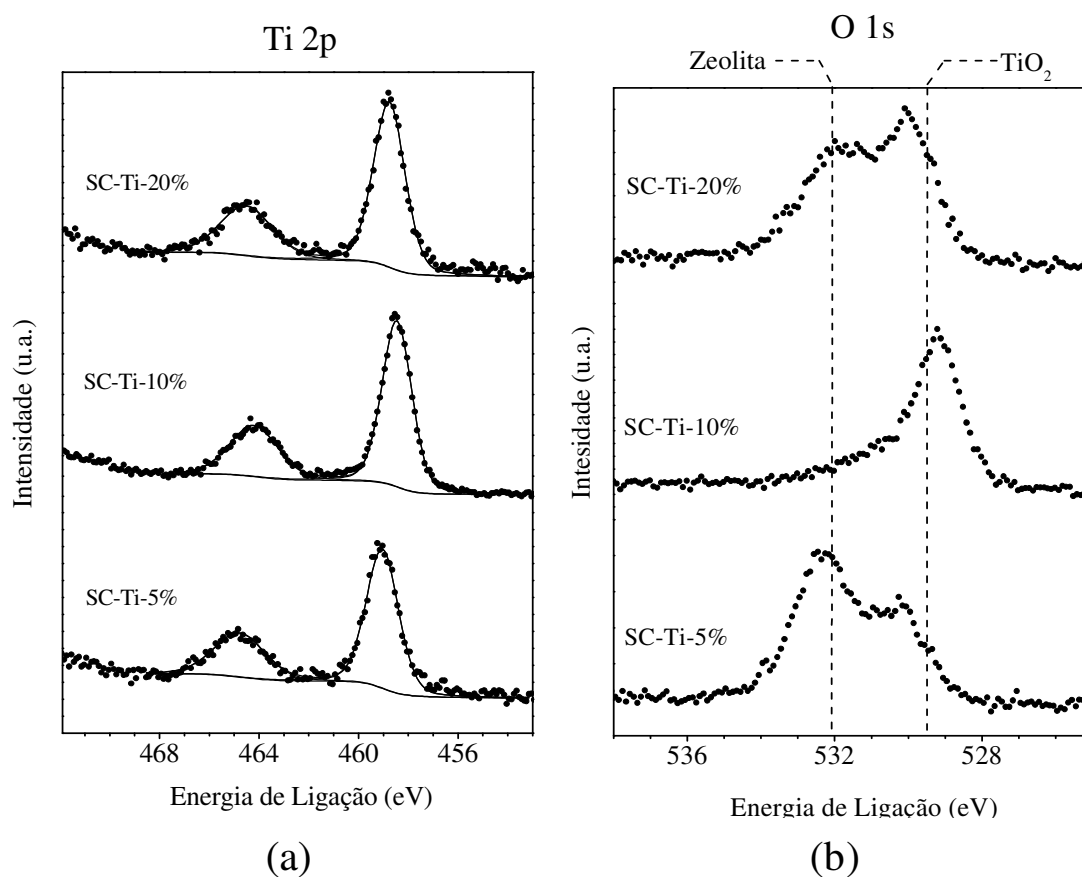 Ti 2p
SC-Ti-20%
SC-Ti-10%
SC-Ti-5%
Intensidade (u.a.)
468 464 460 456
Energia de Ligação (eV)
(a)
O 1s
Zeolita
TiO₂
SC-Ti-20%
SC-Ti-10%
SC-Ti-5%
Intesidade (u.a.)
536 532 528
Energia de Ligação (eV)
(b)